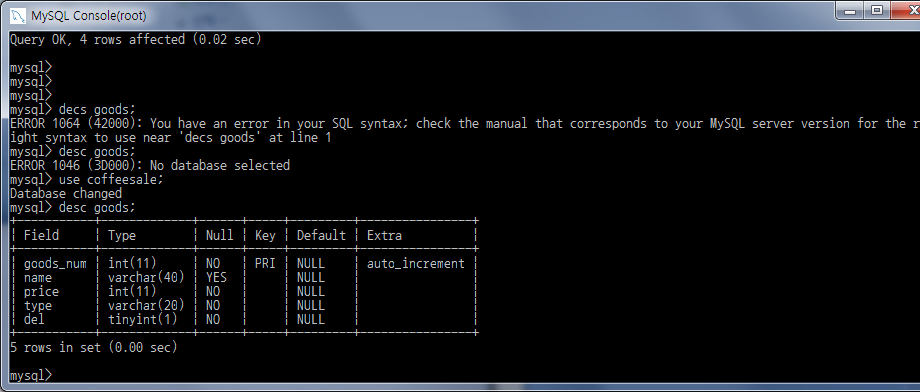 MySQL Console(root)
Query OK, 4 rows affected (0.02 sec)
mysql>
mysql>
mysql>
mysql> decs goods;
ERROR 1064 (42000): You have an error in your SQL syntax; check the manual that corresponds to your MySQL server version for the r
ight syntax to use near 'decs goods' at line 1
mysql> desc goods;
ERROR 1046 (3D000): No database selected
mysql> use coffeesale;
Database changed
mysql> desc goods;
+-----------+-------------+------+-----+---------+----------------+
| Field     | Type        | Null | Key | Default | Extra          |
+-----------+-------------+------+-----+---------+----------------+
| goods_num | int(11)     | NO   | PRI | NULL    | auto_increment |
| name      | varchar(40) | YES  |     | NULL    |                |
| price     | int(11)     | NO   |     | NULL    |                |
| type      | varchar(20) | NO   |     | NULL    |                |
| del       | tinyint(1)  | NO   |     | NULL    |                |
+-----------+-------------+------+-----+---------+----------------+
5 rows in set (0.00 sec)
mysql>